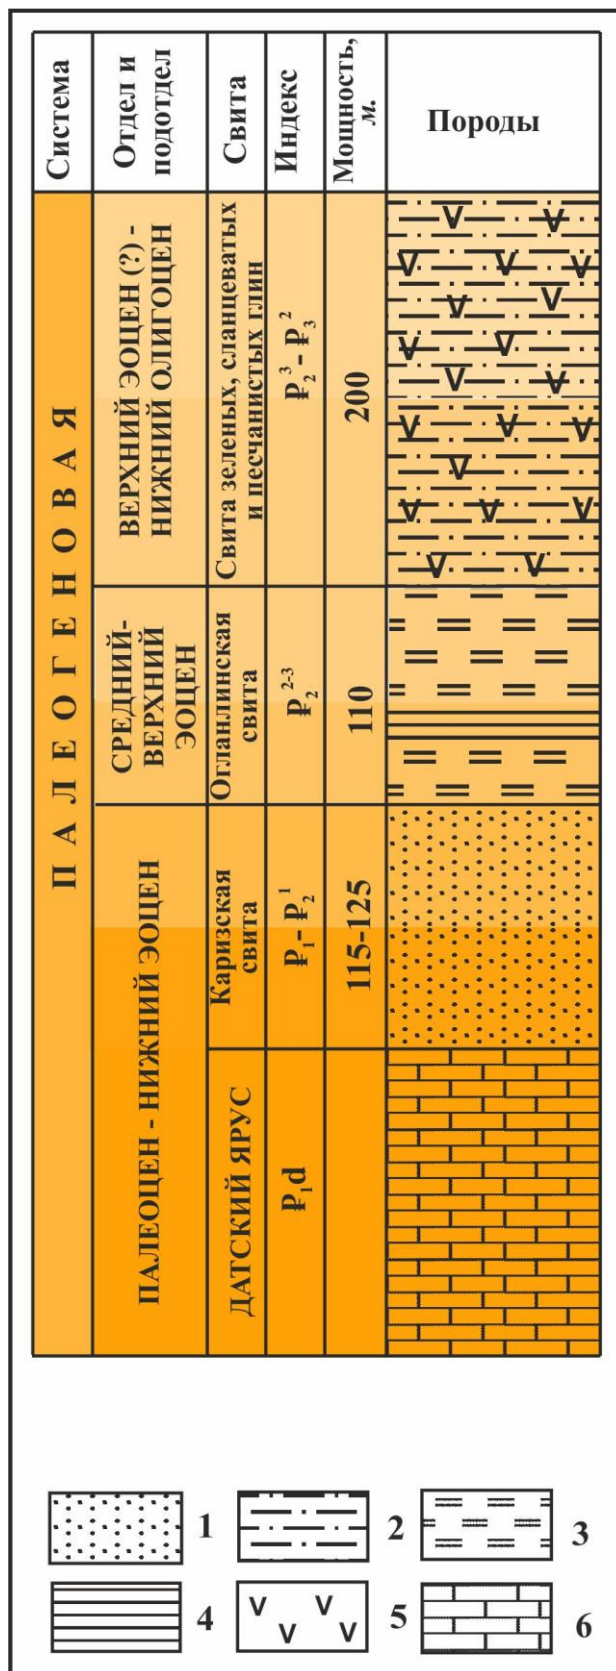 Система
Отдел и
подотдел
Свита
Индекс
Мощность,
м.
Породы
ПАЛЕОГЕНОВАЯ
ВЕРХНИЙ ЭОЦЕН (?) -
НИЖНИЙ ОЛИГОЦЕН
Свита зеленых, сланцеватых
и песчанистых глин
₽₂³-₽₃²
200
СРЕДНИЙ-
ВЕРХНИЙ
ЭОЦЕН
Огланлинская
свита
₽₂²⁻³
110
ПАЛЕОЦЕН - НИЖНИЙ ЭОЦЕН
Каризская
свита
₽₁-₽₂¹
115-125
ДАТСКИЙ ЯРУС
₽₁d
1
2
3
4
5
6